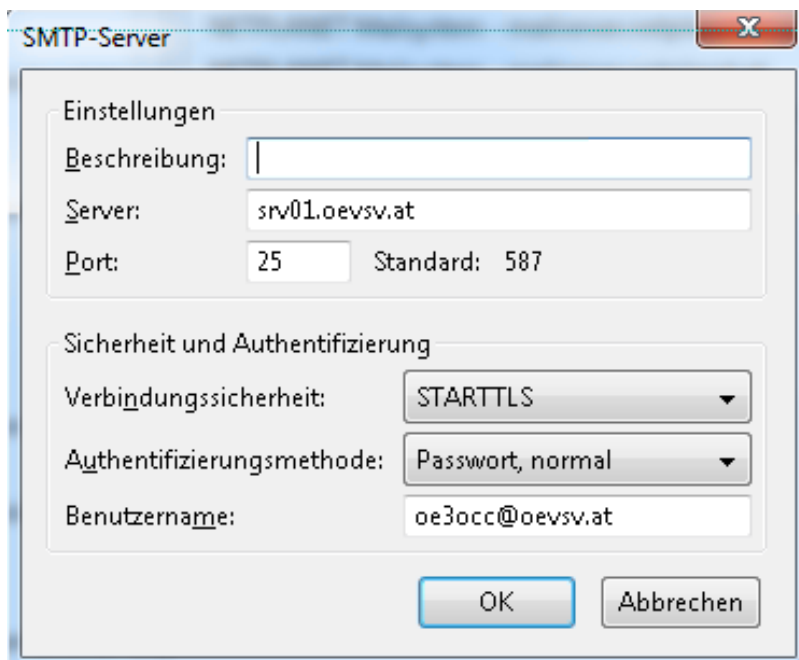 SMTP-Server
Einstellungen
Beschreibung:
Server: srv01.oevsv.at
Port: 25 Standard: 587
Sicherheit und Authentifizierung
Verbindungssicherheit: STARTTLS
Authentifizierungsmethode: Passwort, normal
Benutzername: oe3occ@oevsv.at
OK Abbrechen